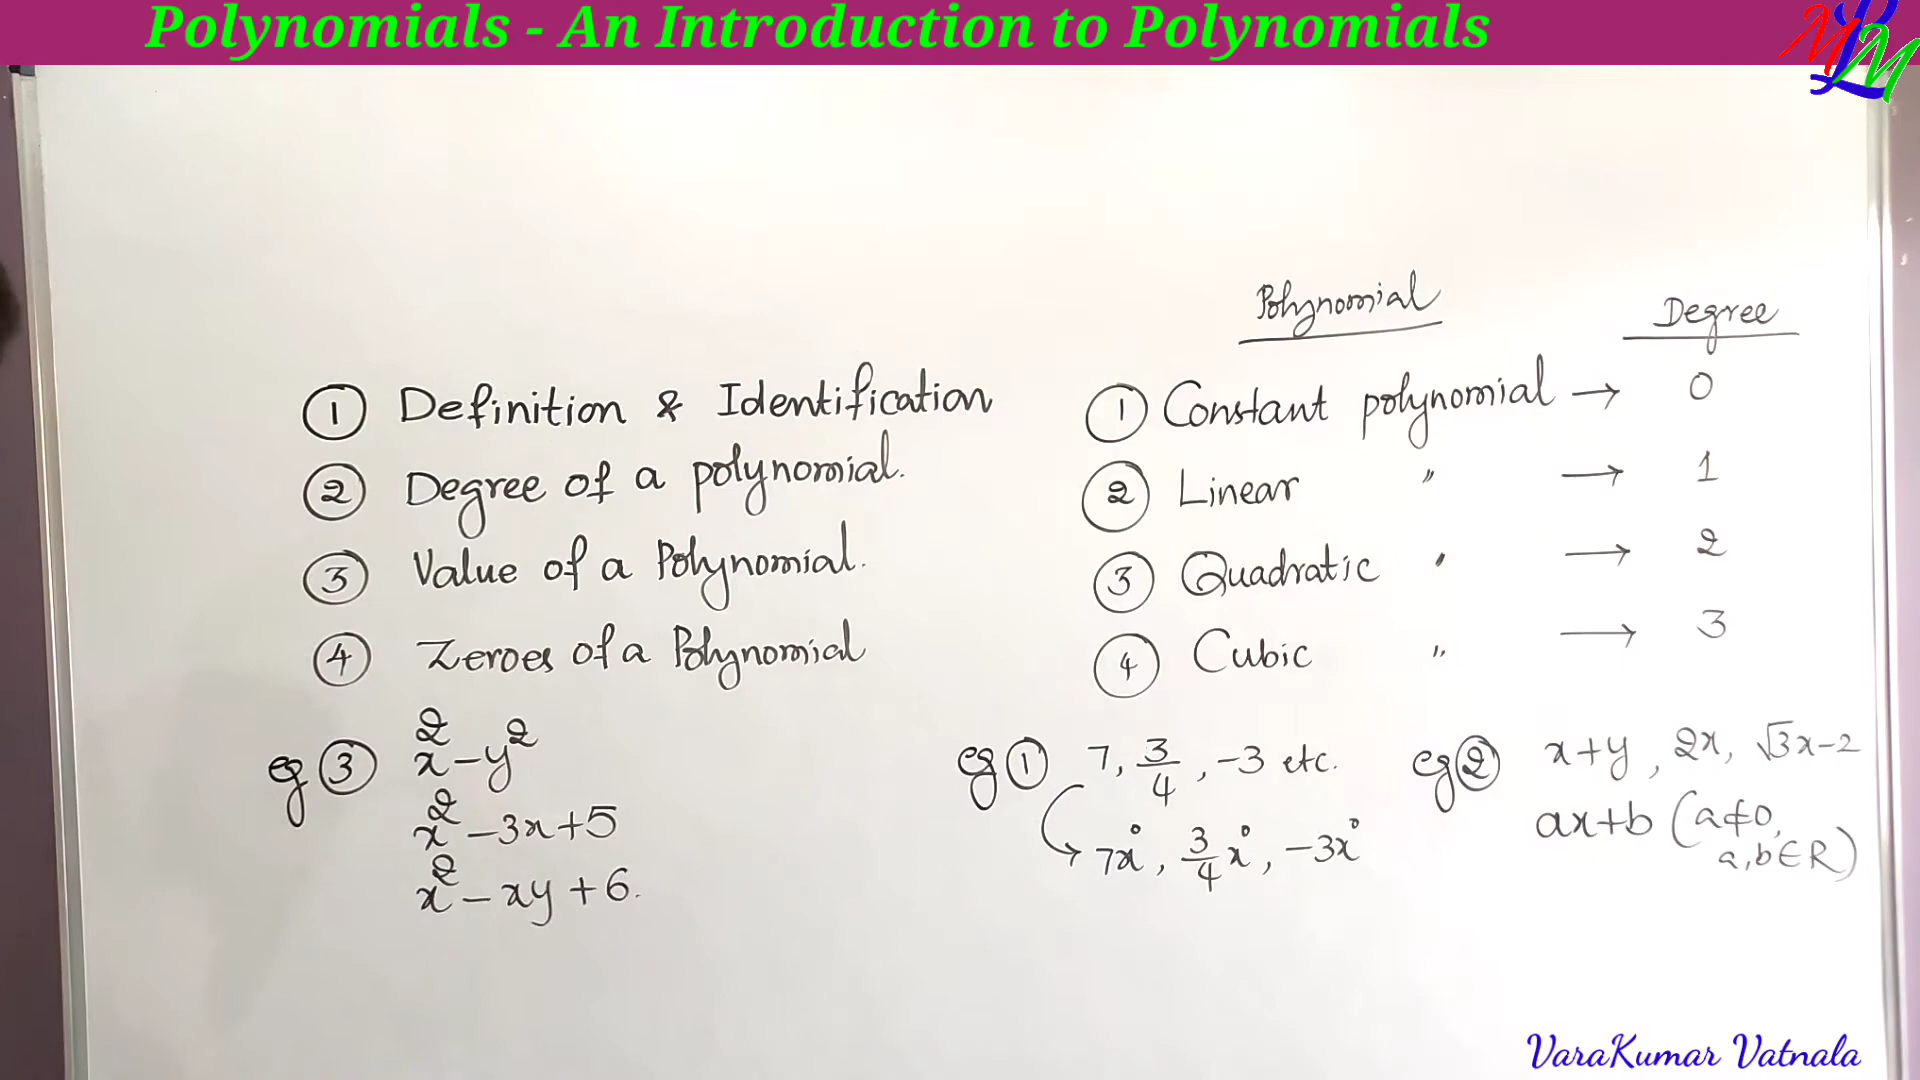 Polynomials - An Introduction to Polynomials
MLM
① Definition & Identification
② Degree of a polynomial.
③ Value of a Polynomial.
④ Zeroes of a Polynomial
Polynomial Degree
① Constant polynomial → 0
② Linear " → 1
③ Quadratic " → 2
④ Cubic " → 3
eg ③ x² - y²
x² - 3x + 5
x² - xy + 6.
eg ① 7, 3/4, -3 etc.
↳ 7x⁰, 3/4 x⁰, -3x⁰
eg ② x+y, 2x, √3x-2
ax+b (a≠0,
a,b∈R)
VaraKumar Vatnala